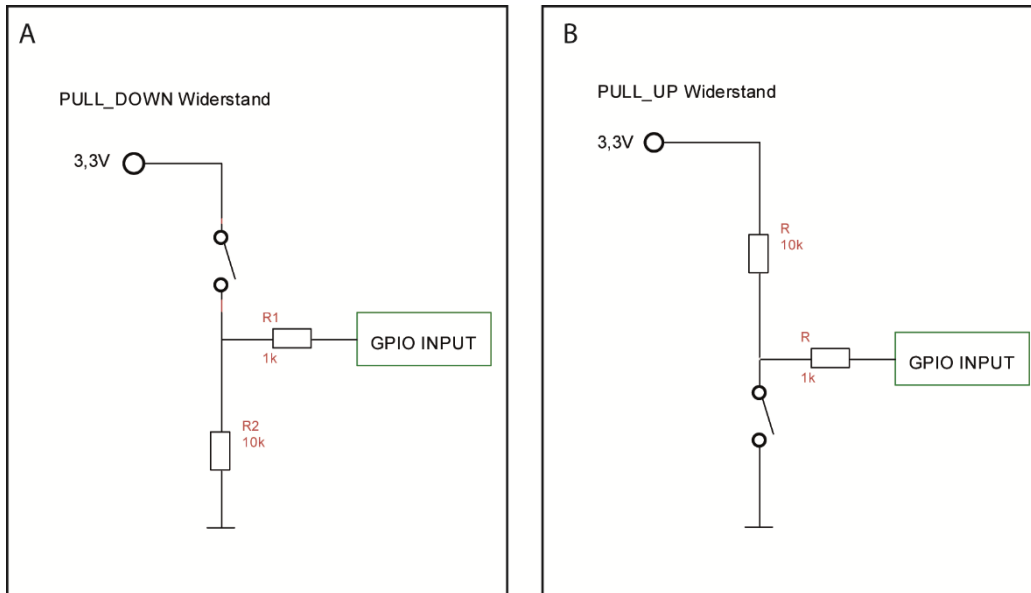 A
PULL_DOWN Widerstand
3,3V
R1
1k
GPIO INPUT
R2
10k
B
PULL_UP Widerstand
3,3V
R
10k
R
1k
GPIO INPUT